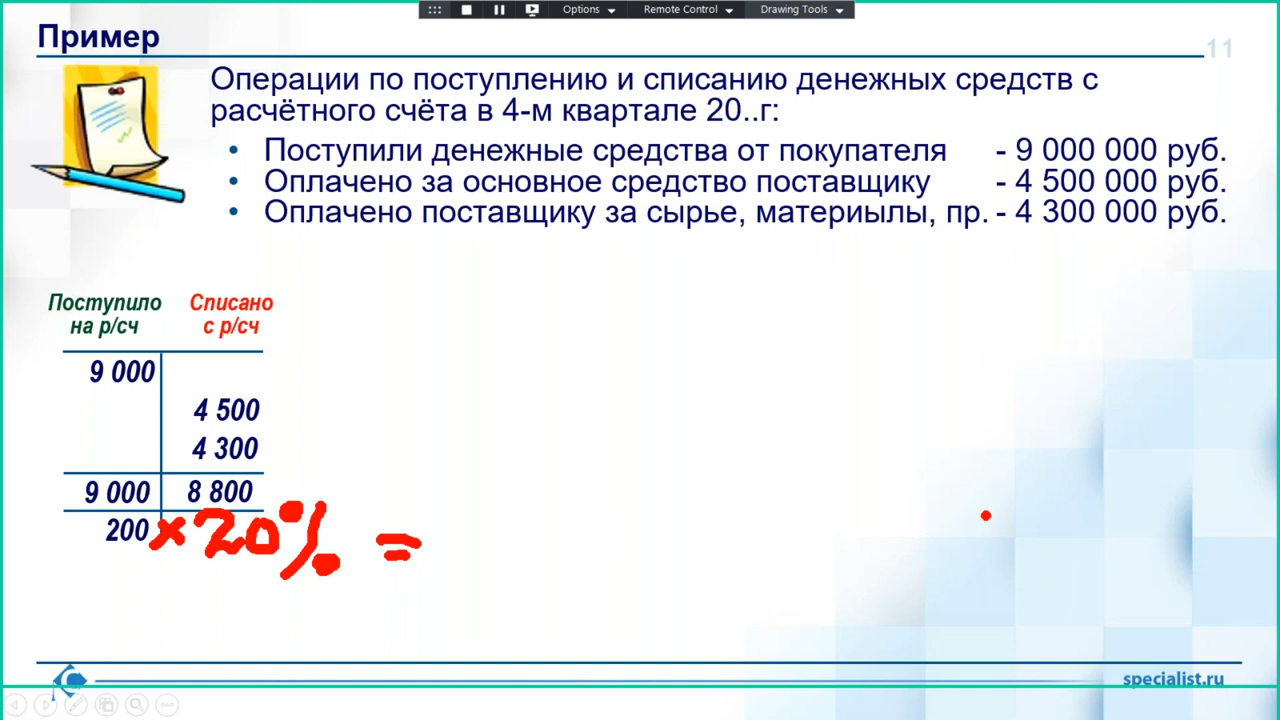 Options Remote Control Drawing Tools
Пример
11
Операции по поступлению и списанию денежных средств с
расчётного счёта в 4-м квартале 20..г:
• Поступили денежные средства от покупателя - 9 000 000 руб.
• Оплачено за основное средство поставщику - 4 500 000 руб.
• Оплачено поставщику за сырье, материылы, пр. - 4 300 000 руб.
Поступило Списано
на р/сч с р/сч
9 000
4 500
4 300
9 000 8 800
200 × 20% =
specialist.ru